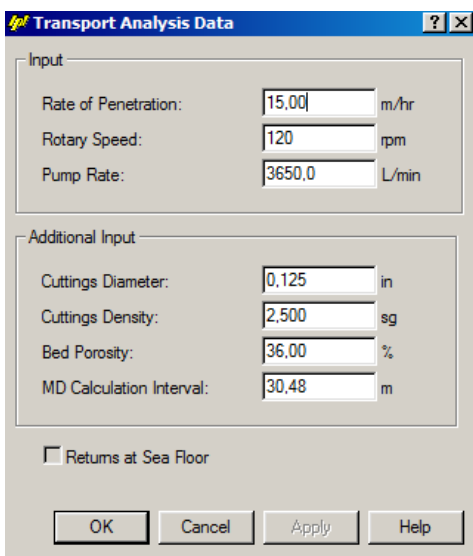 Transport Analysis Data
Input
Rate of Penetration: 15,00 m/hr
Rotary Speed: 120 rpm
Pump Rate: 3650,0 L/min
Additional Input
Cuttings Diameter: 0,125 in
Cuttings Density: 2,500 sg
Bed Porosity: 36,00 %
MD Calculation Interval: 30,48 m
Returns at Sea Floor
OK Cancel Apply Help